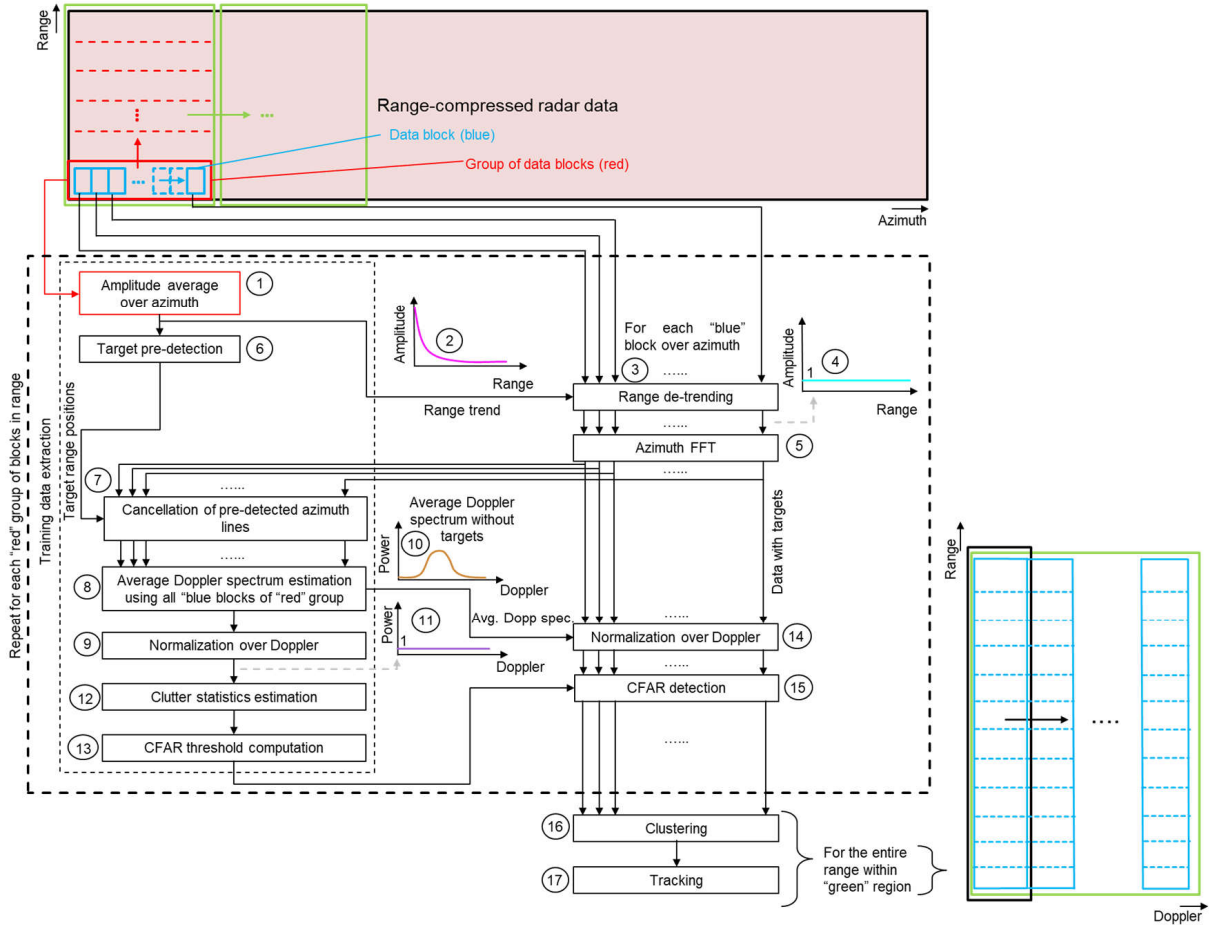 Range
Range-compressed radar data
Data block (blue)
Group of data blocks (red)
...
...
...
Azimuth
Repeat for each “red” group of blocks in range
Training data extraction
Target range positions
Amplitude average
over azimuth
1
Target pre-detection
6
Amplitude
2
Range
Range trend
For each “blue”
block over azimuth
3
......
Range de-trending
......
Amplitude
1
4
Range
Azimuth FFT
5
......
7
......
Cancellation of pre-detected azimuth
lines
......
8
Average Doppler spectrum estimation
using all “blue blocks of “red” group
Average Doppler
spectrum without
targets
10
Power
Doppler
Data with targets
Avg. Dopp spec.
11
Power
1
Doppler
9
Normalization over Doppler
......
Normalization over Doppler
14
......
12
Clutter statistics estimation
CFAR detection
15
13
CFAR threshold computation
......
16
Clustering
17
Tracking
For the entire
range within
“green” region
Range
....
Doppler